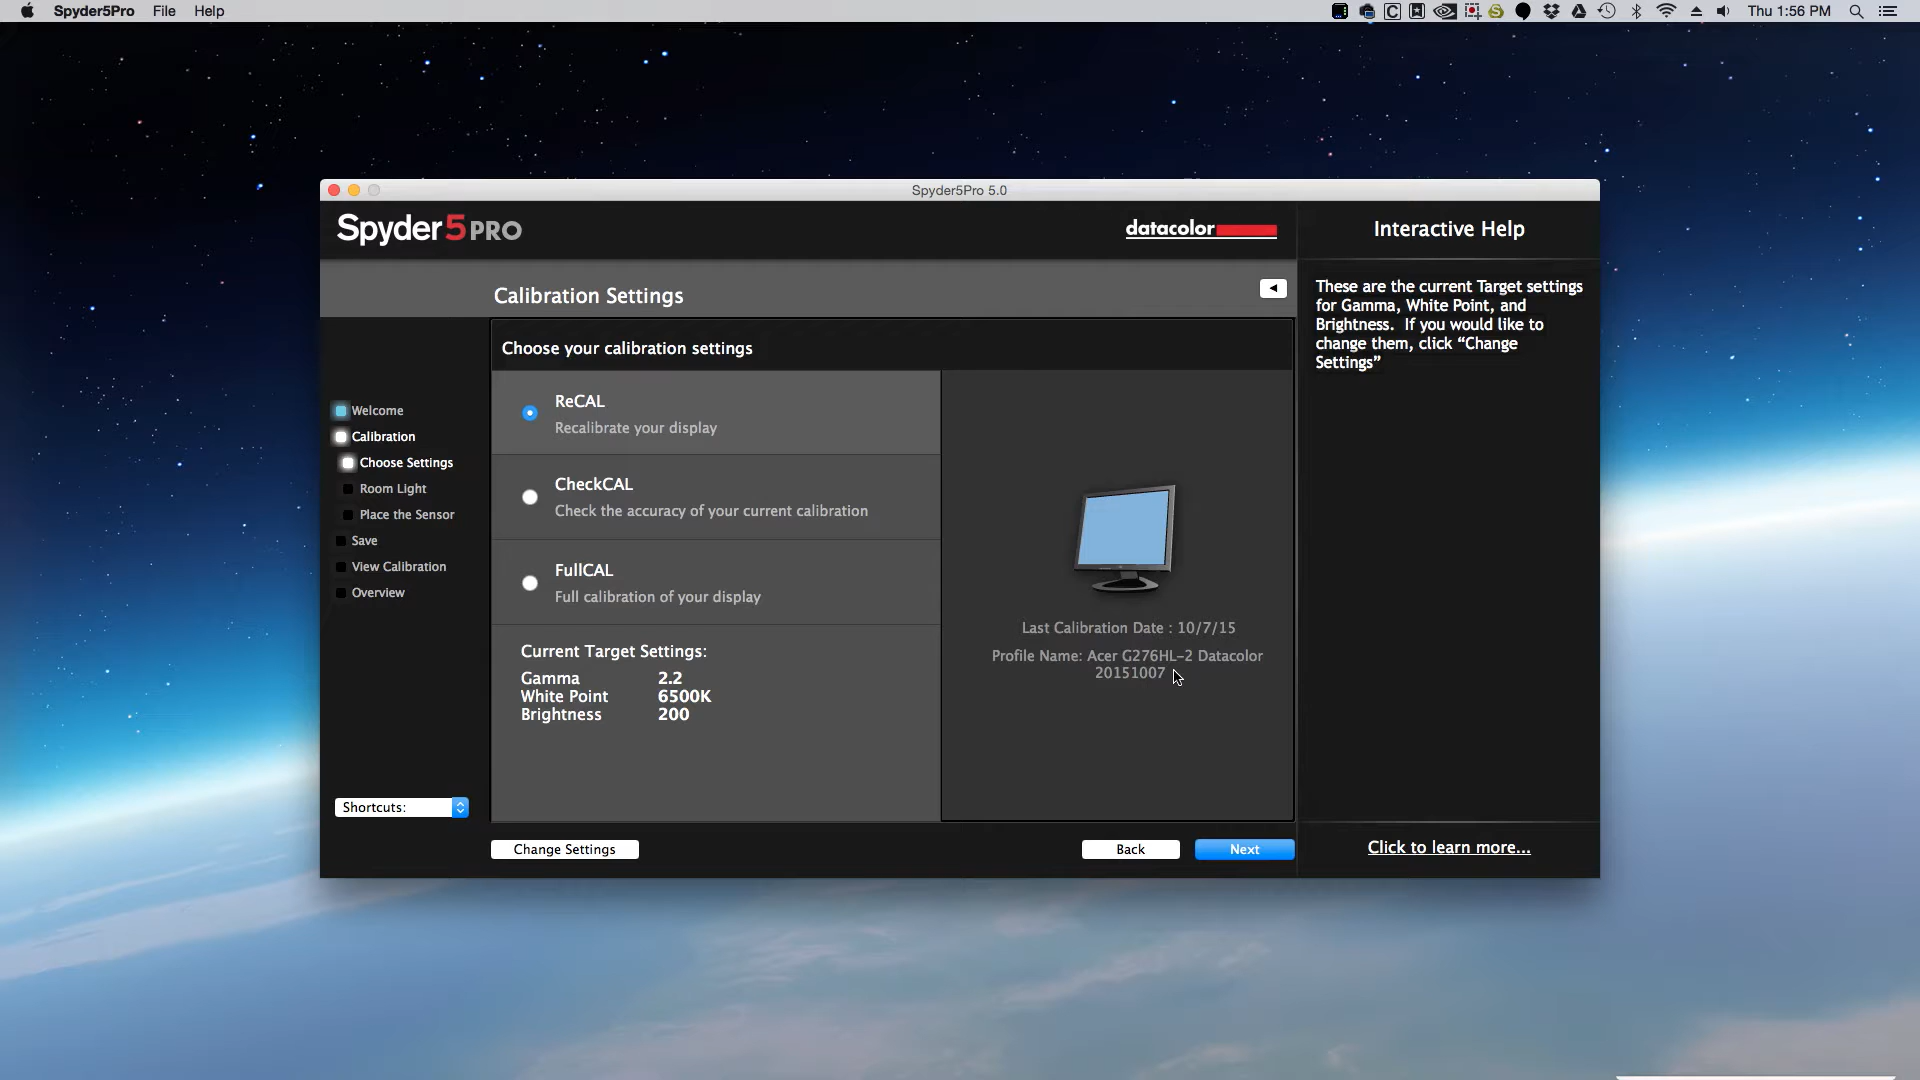 Spyder5Pro File Help
Thu 1:56 PM
Spyder5Pro 5.0
Spyder5PRO
datacolor
Calibration Settings
Choose your calibration settings
Welcome
Calibration
Choose Settings
Room Light
Place the Sensor
Save
View Calibration
Overview
Shortcuts:
ReCAL
Recalibrate your display
CheckCAL
Check the accuracy of your current calibration
FullCAL
Full calibration of your display
Current Target Settings:
Gamma 2.2
White Point 6500K
Brightness 200
Last Calibration Date : 10/7/15
Profile Name: Acer G276HL-2 Datacolor
20151007
Change Settings
Back
Next
Interactive Help
These are the current Target settings
for Gamma, White Point, and
Brightness. If you would like to
change them, click “Change
Settings”
Click to learn more...